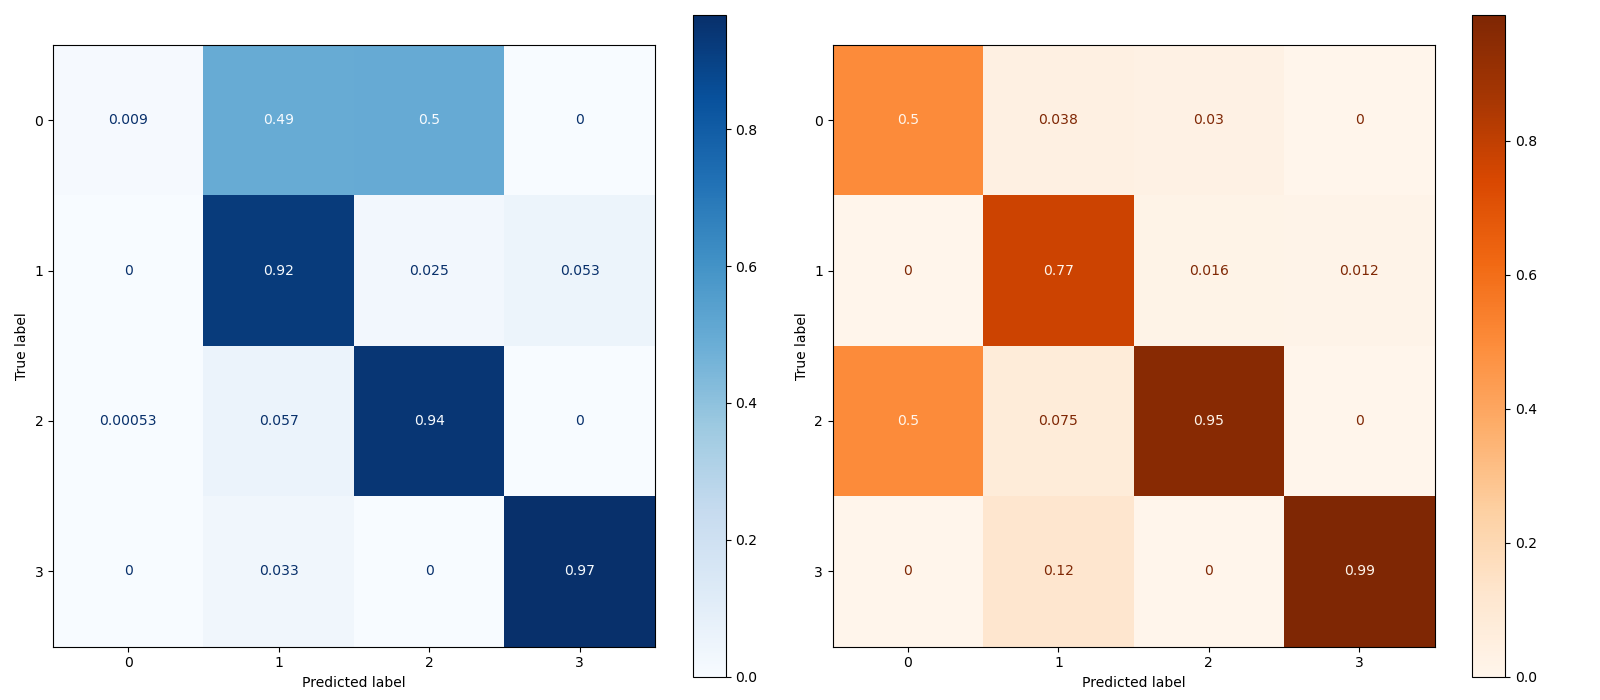 0 0.009 0.49 0.5 0
1 0 0.92 0.025 0.053
2 0.00053 0.057 0.94 0
3 0 0.033 0 0.97
0 1 2 3
Predicted label
True label
0.8
0.6
0.4
0.2
0.0
0 0.5 0.038 0.03 0
1 0 0.77 0.016 0.012
2 0.5 0.075 0.95 0
3 0 0.12 0 0.99
0 1 2 3
Predicted label
True label
0.8
0.6
0.4
0.2
0.0